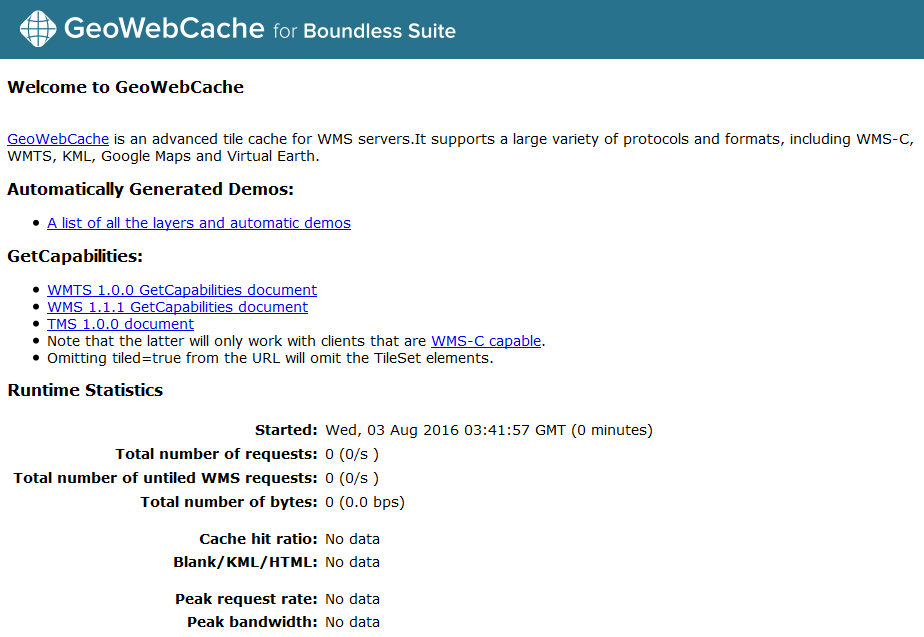 GeoWebCache for Boundless Suite
Welcome to GeoWebCache
GeoWebCache is an advanced tile cache for WMS servers.It supports a large variety of protocols and formats, including WMS-C,
WMTS, KML, Google Maps and Virtual Earth.
Automatically Generated Demos:
• A list of all the layers and automatic demos
GetCapabilities:
• WMTS 1.0.0 GetCapabilities document
• WMS 1.1.1 GetCapabilities document
• TMS 1.0.0 document
• Note that the latter will only work with clients that are WMS-C capable.
• Omitting tiled=true from the URL will omit the TileSet elements.
Runtime Statistics
Started: Wed, 03 Aug 2016 03:41:57 GMT (0 minutes)
Total number of requests: 0 (0/s )
Total number of untiled WMS requests: 0 (0/s )
Total number of bytes: 0 (0.0 bps)
Cache hit ratio: No data
Blank/KML/HTML: No data
Peak request rate: No data
Peak bandwidth: No data